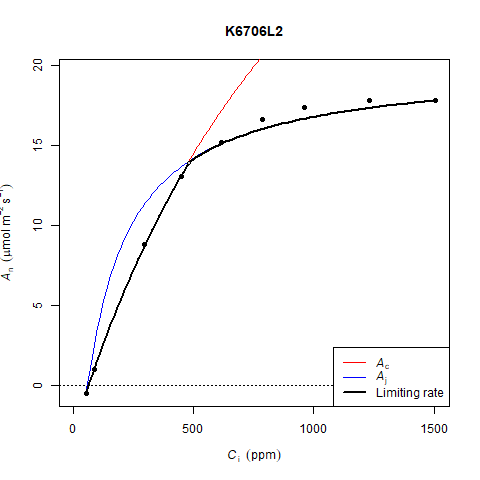 K6706L2
20
15
10
5
0
Aₙ (μmol m⁻² s⁻¹)
0 500 1000 1500
Cᵢ (ppm)
A꜀
Aⱼ
Limiting rate